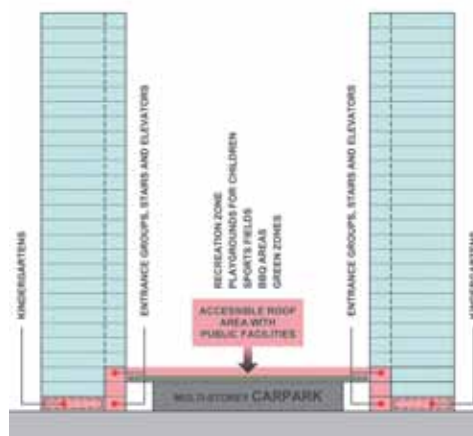 KINDERGARTENS
ENTRANCE GROUPS, STAIRS AND ELEVATORS
RECREATION ZONE
PLAYGROUNDS FOR CHILDREN
SPORTS FIELDS
BBQ AREAS
GREEN ZONES
ENTRANCE GROUPS, STAIRS AND ELEVATORS
KINDERGARTENS
ACCESSIBLE ROOF
AREA WITH
PUBLIC FACILITIES
MULTI-STOREY CARPARK